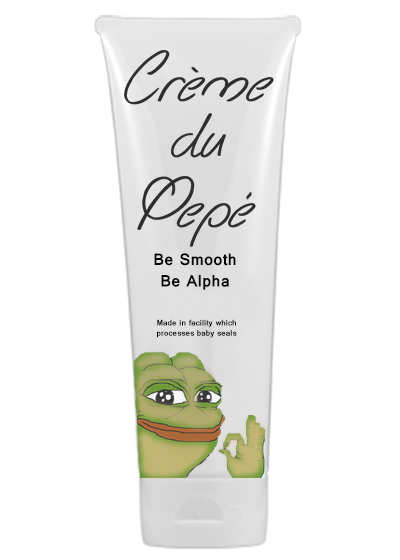 Crème
du
Pepé
Be Smooth
Be Alpha
Made in facility which
processes baby seals